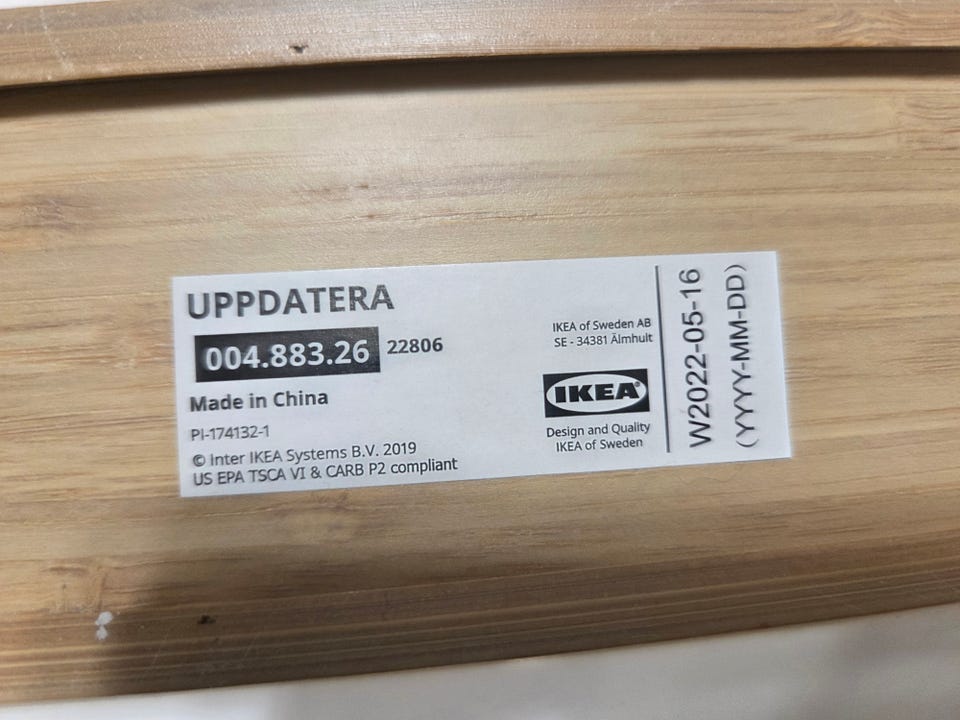 UPPDATERA
004.883.26 22806
Made in China
PI-174132-1
© Inter IKEA Systems B.V. 2019
US EPA TSCA VI & CARB P2 compliant
IKEA of Sweden AB
SE - 34381 Älmhult
IKEA®
Design and Quality
IKEA of Sweden
W2022-05-16
(YYYY-MM-DD)